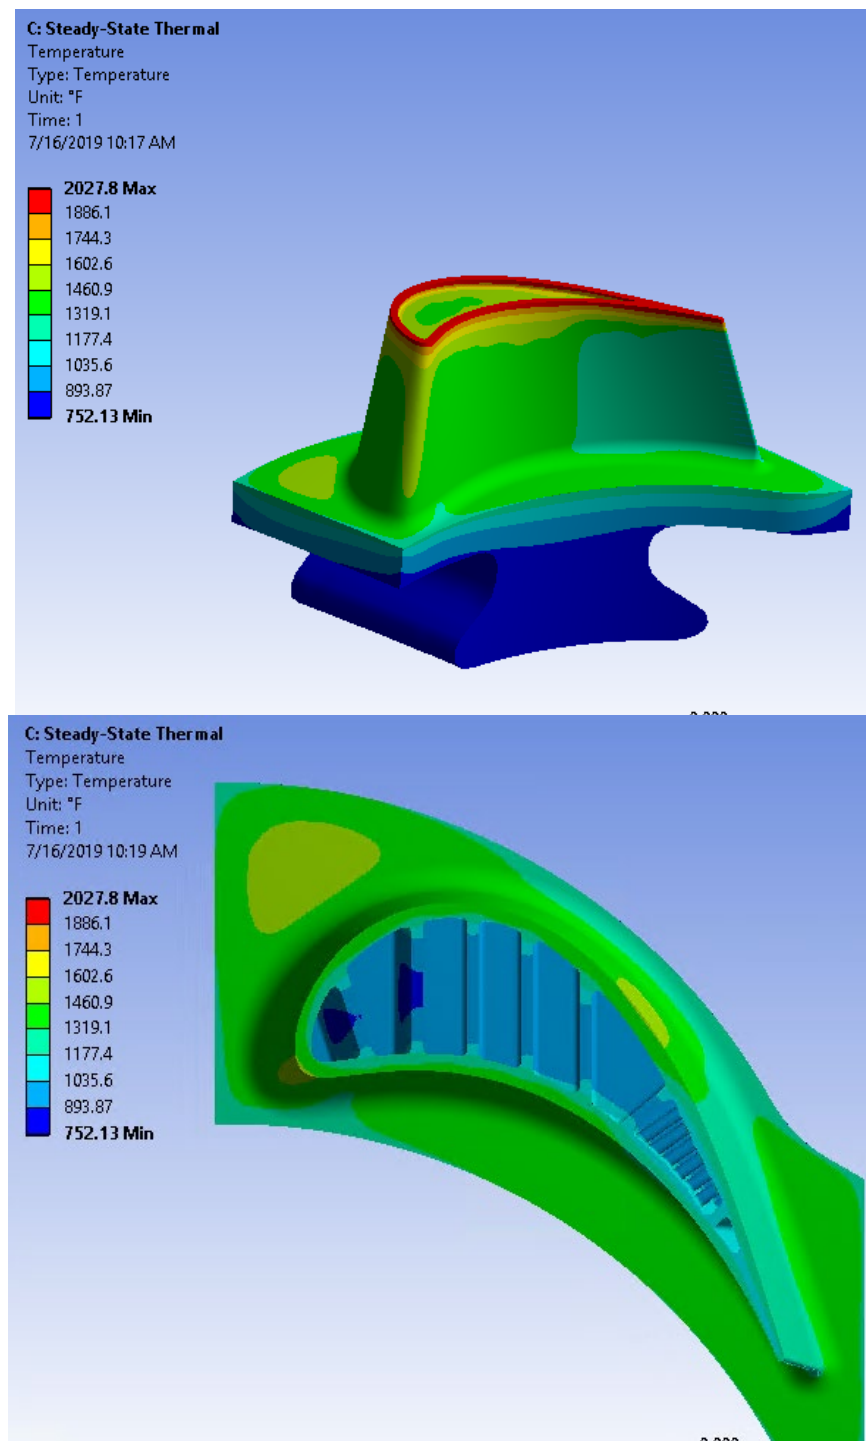 C: Steady-State Thermal
Temperature
Type: Temperature
Unit: °F
Time: 1
7/16/2019 10:17 AM
2027.8 Max
1886.1
1744.3
1602.6
1460.9
1319.1
1177.4
1035.6
893.87
752.13 Min
C: Steady-State Thermal
Temperature
Type: Temperature
Unit: °F
Time: 1
7/16/2019 10:19 AM
2027.8 Max
1886.1
1744.3
1602.6
1460.9
1319.1
1177.4
1035.6
893.87
752.13 Min